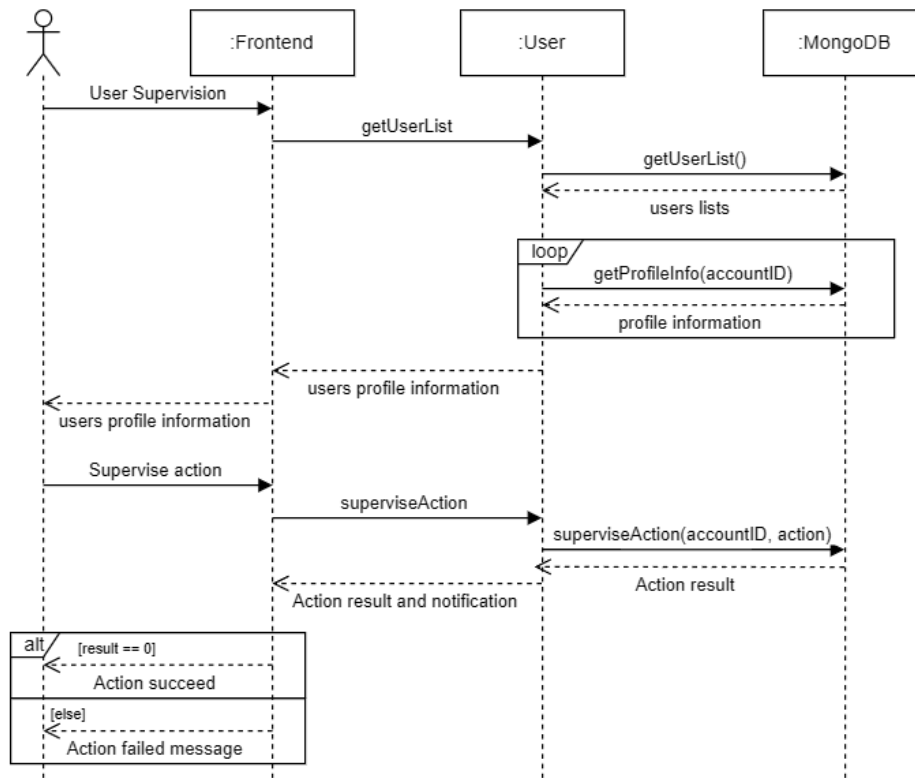 :Frontend
:User
:MongoDB
User Supervision
getUserList
getUserList()
users lists
loop
getProfileInfo(accountID)
profile information
users profile information
users profile information
Supervise action
superviseAction
superviseAction(accountID, action)
Action result
Action result and notification
alt
[result == 0]
Action succeed
[else]
Action failed message